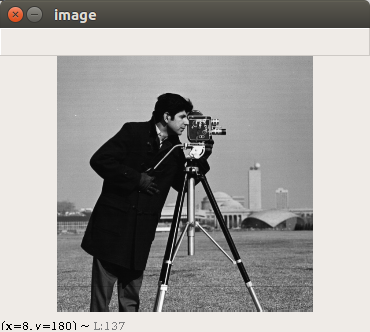 image
(x=8, y=180) ~ L:137